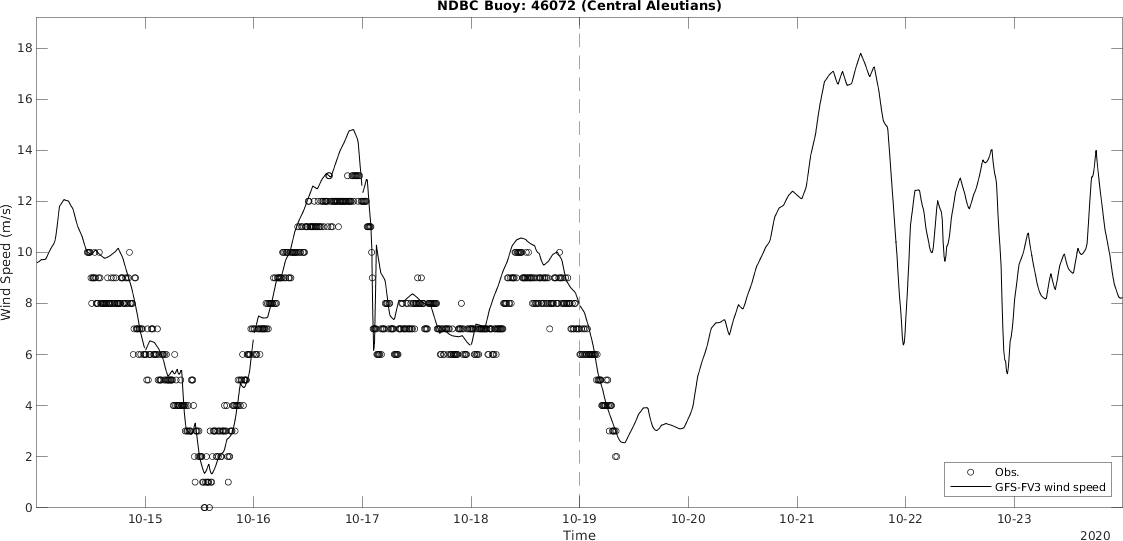 NDBC Buoy: 46072 (Central Aleutians)
18
16
14
12
10
8
6
4
2
0
Wind Speed (m/s)
10-15 10-16 10-17 10-18 10-19 10-20 10-21 10-22 10-23
Time
2020
Obs.
GFS-FV3 wind speed